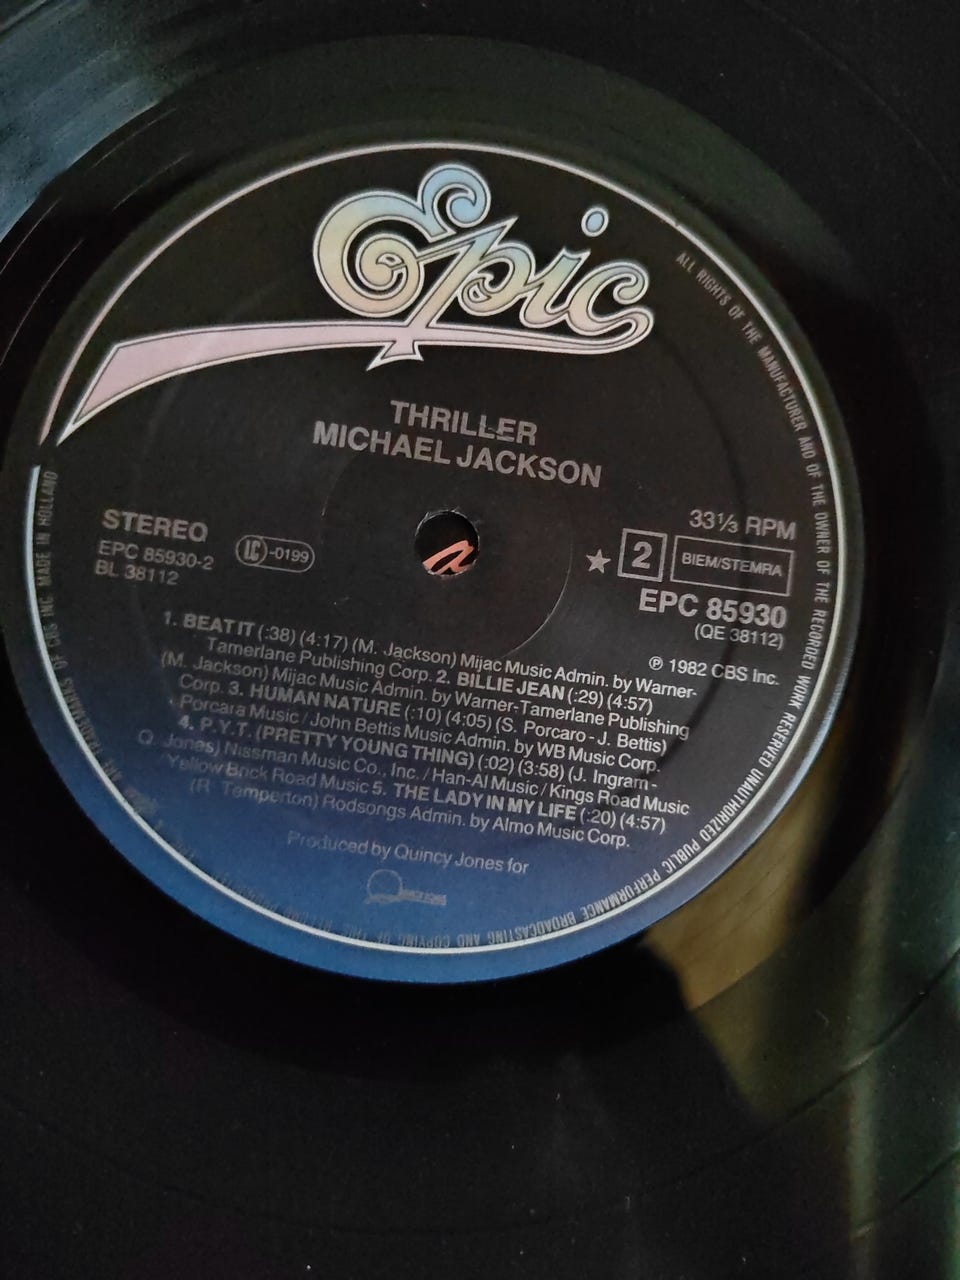 Epic
THRILLER
MICHAEL JACKSON
STEREO
EPC 85930-2
BL 38112
LC -0199
33⅓ RPM
★ 2 BIEM/STEMRA
EPC 85930
(QE 38112)
℗ 1982 CBS Inc.
1. BEAT IT (:38) (4:17) (M. Jackson) Mijac Music Admin. by Warner-
Tamerlane Publishing Corp. 2. BILLIE JEAN (:29) (4:57)
(M. Jackson) Mijac Music Admin. by Warner-Tamerlane Publishing
Corp. 3. HUMAN NATURE (:10) (4:05) (S. Porcaro - J. Bettis)
Porcara Music / John Bettis Music Admin. by WB Music Corp.
4. P.Y.T. (PRETTY YOUNG THING) (:02) (3:58) (J. Ingram -
Q. Jones) Nissman Music Co., Inc. / Han-Al Music / Kings Road Music
Yellow Brick Road Music 5. THE LADY IN MY LIFE (:20) (4:57)
(R. Temperton) Rodsongs Admin. by Almo Music Corp.
Produced by Quincy Jones for
ALL RIGHTS OF THE MANUFACTURER AND OF THE OWNER OF THE RECORDED WORK RESERVED UNAUTHORIZED PUBLIC PERFORMANCE BROADCASTING AND COPYING OF THIS
TRADEMARKS OF CBS INC. MADE IN HOLLAND